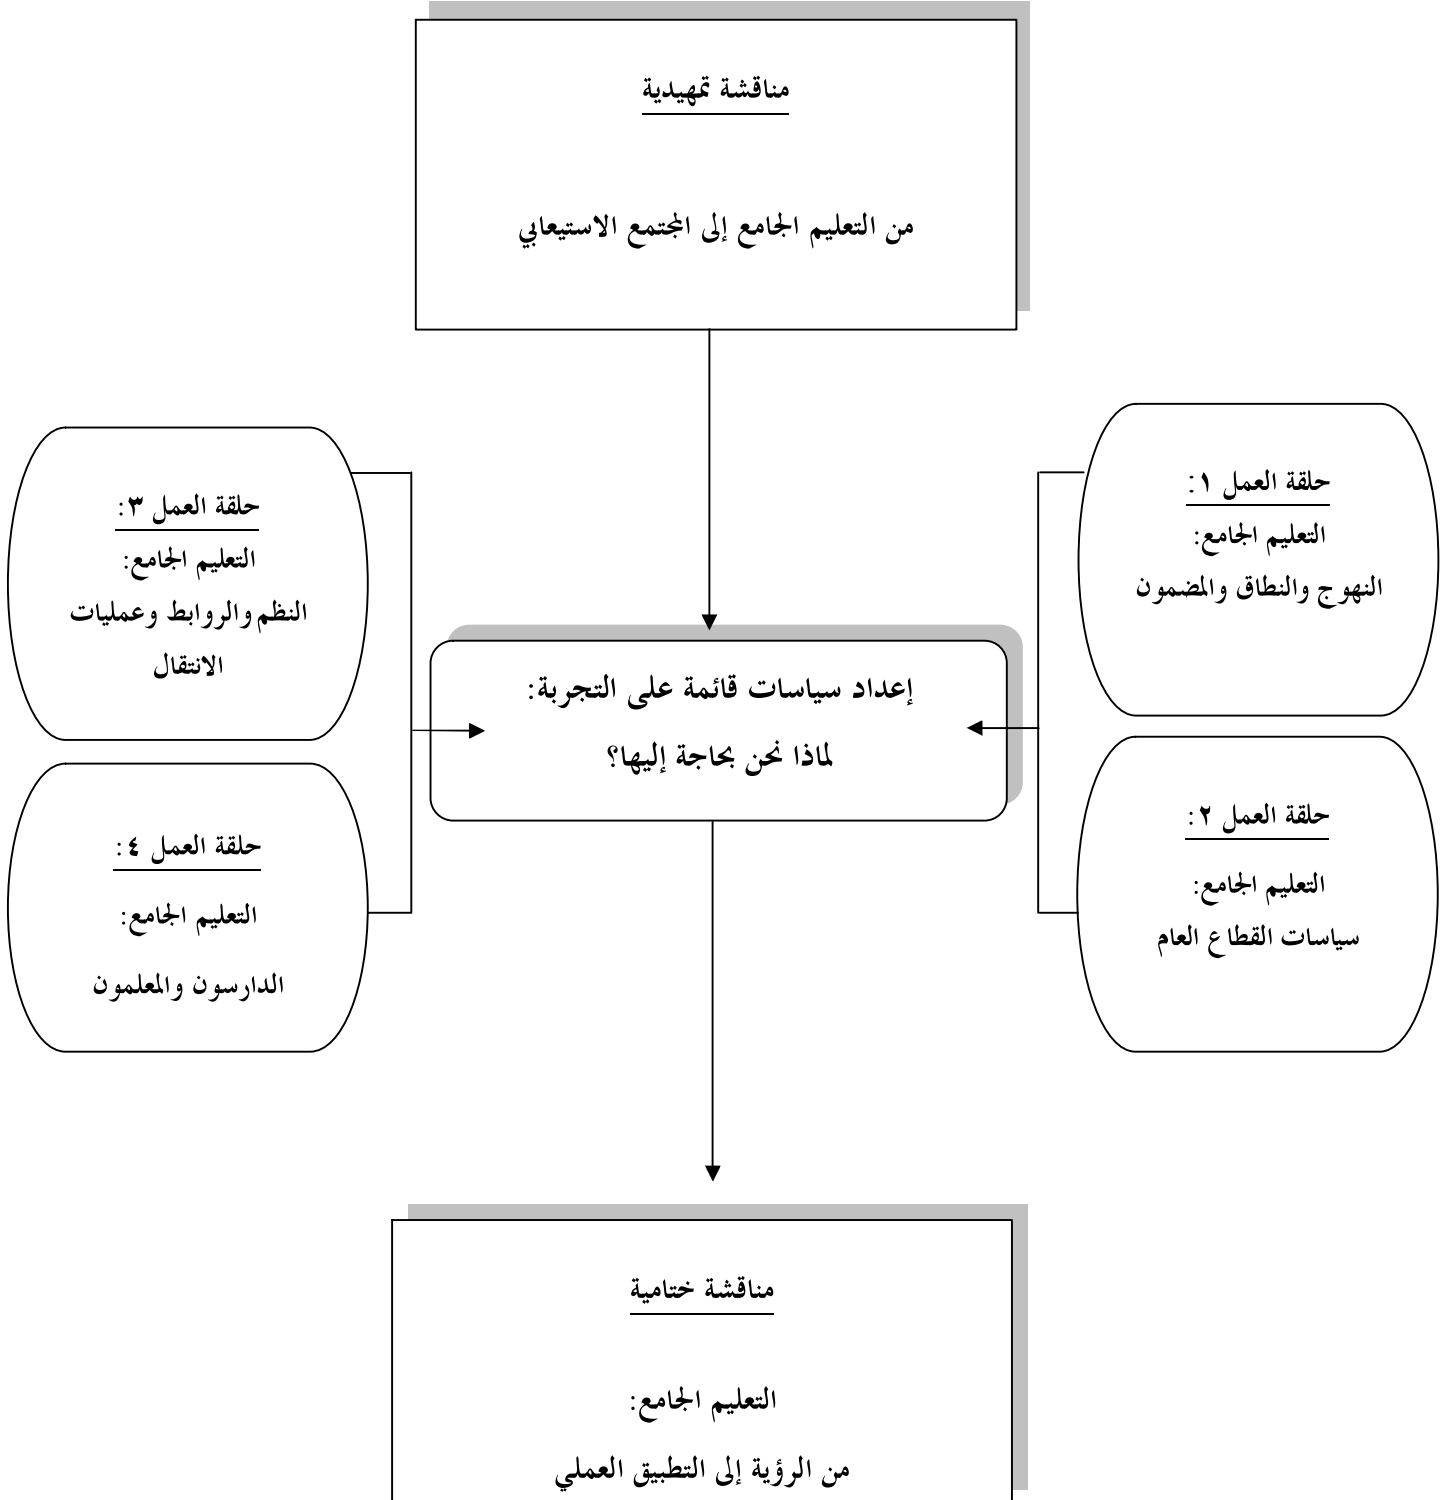 مناقشة تمهيدية
من التعليم الجامع إلى المجتمع الاستيعابي
حلقة العمل ١:
التعليم الجامع:
النهوج والنطاق والمضمون
حلقة العمل ٣:
التعليم الجامع:
النظم والروابط وعمليات
الانتقال
إعداد سياسات قائمة على التجربة:
لماذا نحن بحاجة إليها؟
حلقة العمل ٢:
التعليم الجامع:
سياسات القطاع العام
حلقة العمل ٤:
التعليم الجامع:
الدارسون والمعلمون
مناقشة ختامية
التعليم الجامع:
من الرؤية إلى التطبيق العملي